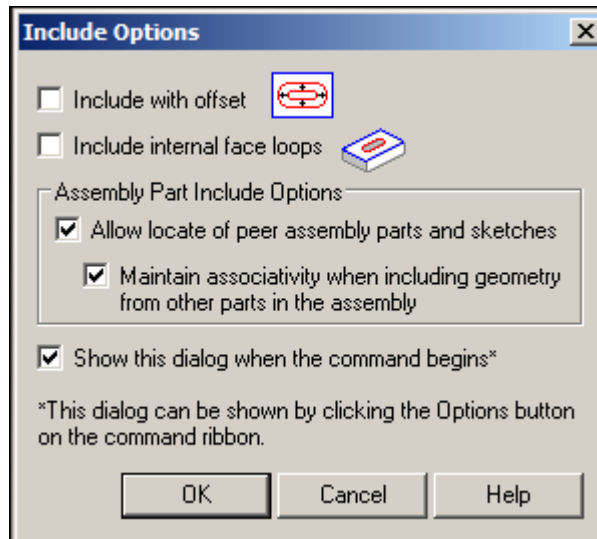 Include Options
Include with offset
Include internal face loops
Assembly Part Include Options
Allow locate of peer assembly parts and sketches
Maintain associativity when including geometry
from other parts in the assembly
Show this dialog when the command begins*
*This dialog can be shown by clicking the Options button
on the command ribbon.
OK Cancel Help